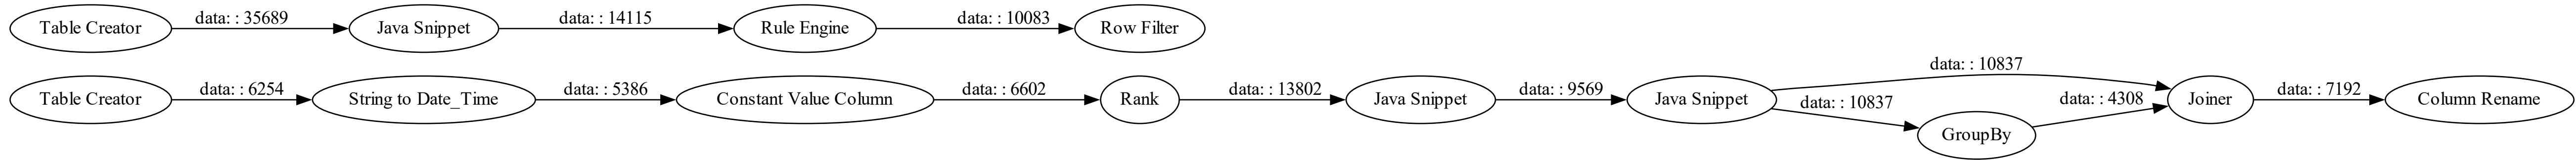 Table Creator
data: : 35689
Java Snippet
data: : 14115
Rule Engine
data: : 10083
Row Filter
Table Creator
data: : 6254
String to Date_Time
data: : 5386
Constant Value Column
data: : 6602
Rank
data: : 13802
Java Snippet
data: : 9569
Java Snippet
data: : 10837
data: : 10837
GroupBy
data: : 4308
Joiner
data: : 7192
Column Rename